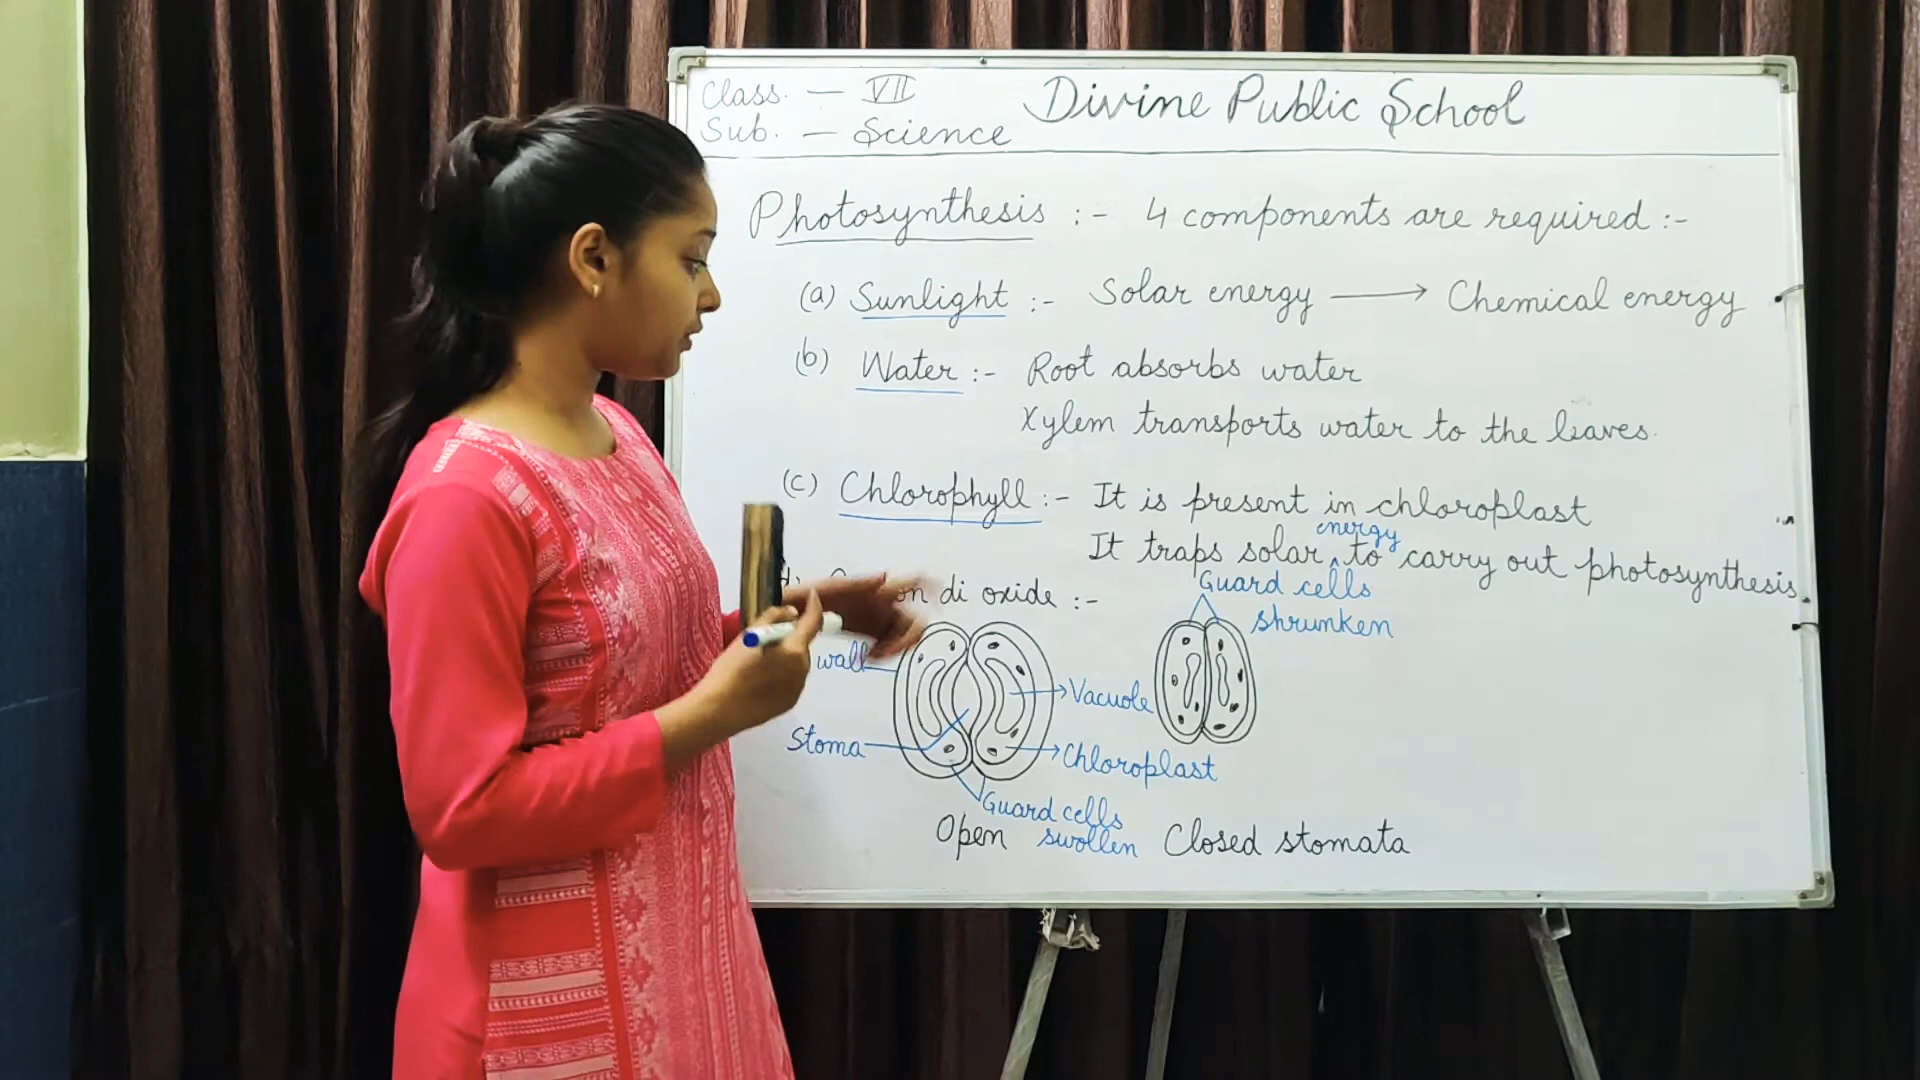 Class. — VII
Sub. — Science
Divine Public School
Photosynthesis :- 4 components are required :-
(a) Sunlight :- Solar energy ⟶ Chemical energy
(b) Water :- Root absorbs water
Xylem transports water to the leaves.
(c) Chlorophyll :- It is present in chloroplast
energy
It traps solar ^ to carry out photosynthesis
di oxide :-
Guard cells
shrunken
wall
Vacuole
Stoma
Chloroplast
Guard cells
swollen
Open
Closed stomata